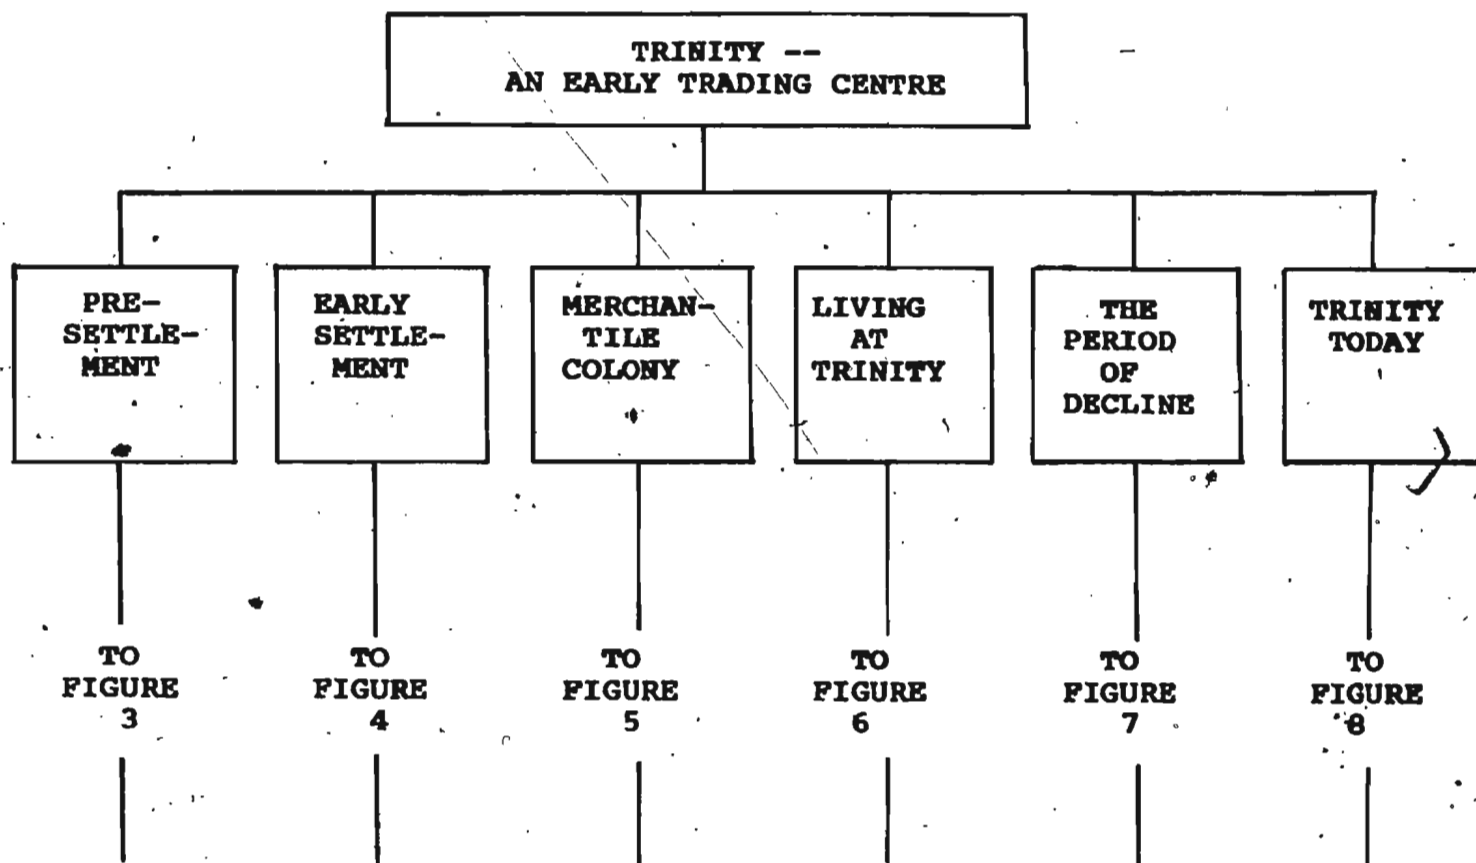 TRINITY --
AN EARLY TRADING CENTRE
PRE-
SETTLE-
MENT
EARLY
SETTLE-
MENT
MERCHAN-
TILE
COLONY
LIVING
AT
TRINITY
THE
PERIOD
OF
DECLINE
TRINITY
TODAY
TO
FIGURE
3
TO
FIGURE
4
TO
FIGURE
5
TO
FIGURE
6
TO
FIGURE
7
TO
FIGURE
8